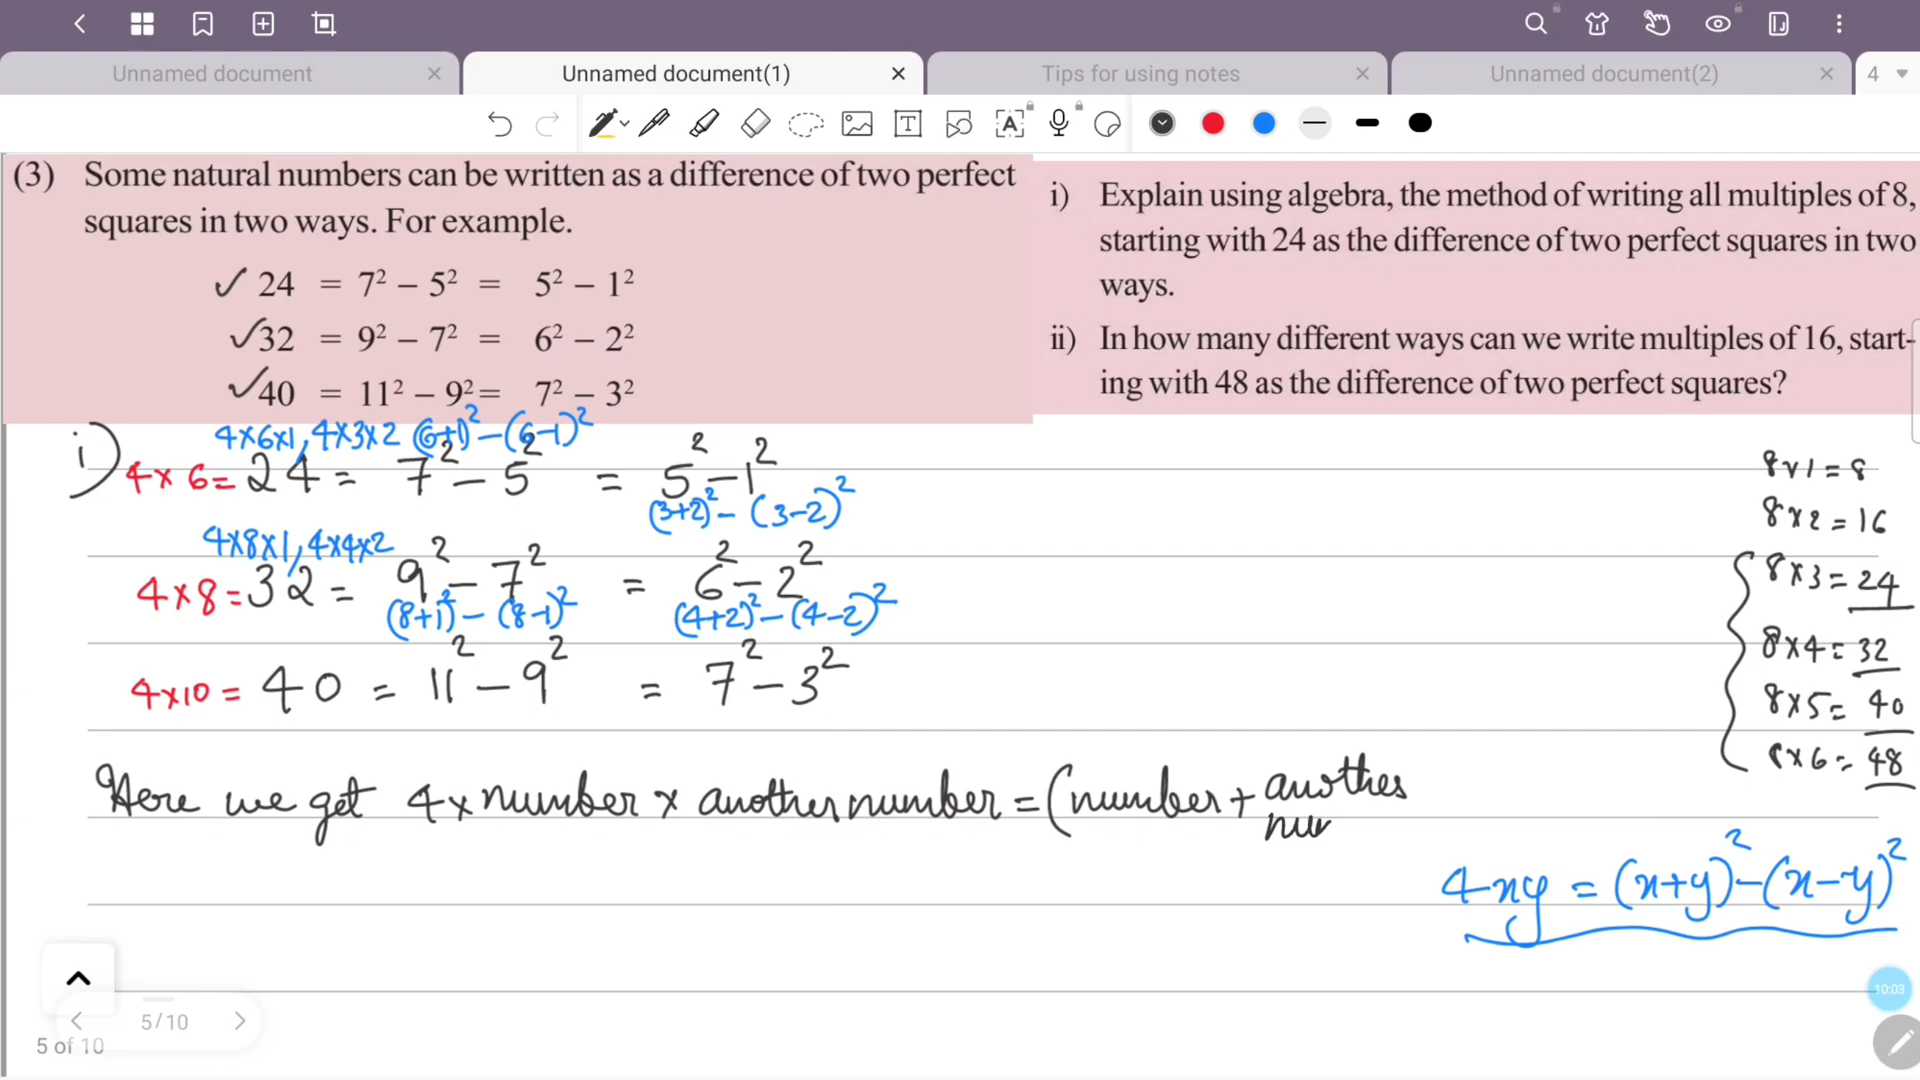 Unnamed document
Unnamed document(1)
Tips for using notes
Unnamed document(2)
4
(3) Some natural numbers can be written as a difference of two perfect
squares in two ways. For example.
✓ 24 = 7² – 5² = 5² – 1²
✓ 32 = 9² – 7² = 6² – 2²
✓ 40 = 11² – 9² = 7² – 3²
i) Explain using algebra, the method of writing all multiples of 8,
starting with 24 as the difference of two perfect squares in two
ways.
ii) In how many different ways can we write multiples of 16, start-
ing with 48 as the difference of two perfect squares?
4×6×1, 4×3×2 (6+1)² – (6-1)²
i) 4×6 = 24 = 7² – 5² = 5² – 1²
(3+2)² – (3-2)²
4×8×1, 4×4×2
4×8 = 32 = 9² – 7² = 6² – 2²
(8+1)² – (8-1)² (4+2)² – (4-2)²
4×10 = 40 = 11² – 9² = 7² – 3²
8×1 = 8
8×2 = 16
8×3 = 24
8×4 = 32
8×5 = 40
8×6 = 48
Here we get 4× number × another number = (number + another
nu
4xy = (x+y)² – (x-y)²
10:03
5/10
5 of 10